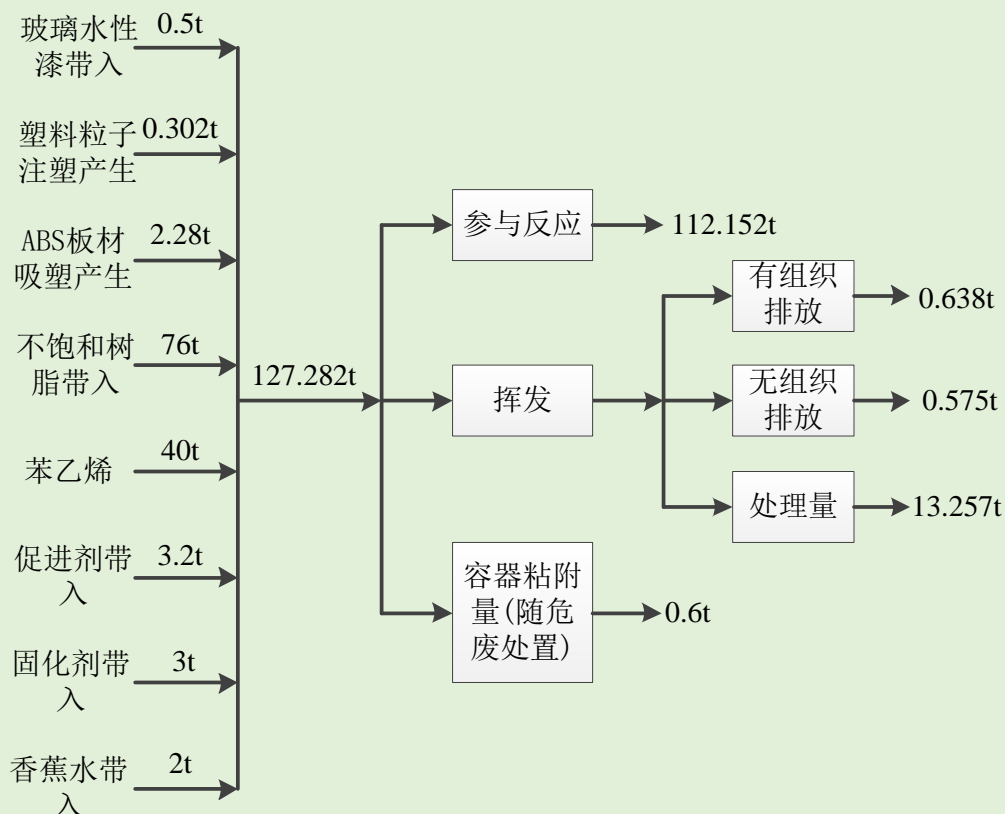 玻璃水性
漆带入
0.5t
塑料粒子
注塑产生
0.302t
ABS板材
吸塑产生
2.28t
不饱和树
脂带入
76t
苯乙烯
40t
促进剂带
入
3.2t
固化剂带
入
3t
香蕉水带
入
2t
127.282t
参与反应
112.152t
挥发
有组织
排放
0.638t
无组织
排放
0.575t
处理量
13.257t
容器粘附
量(随危
废处置)
0.6t